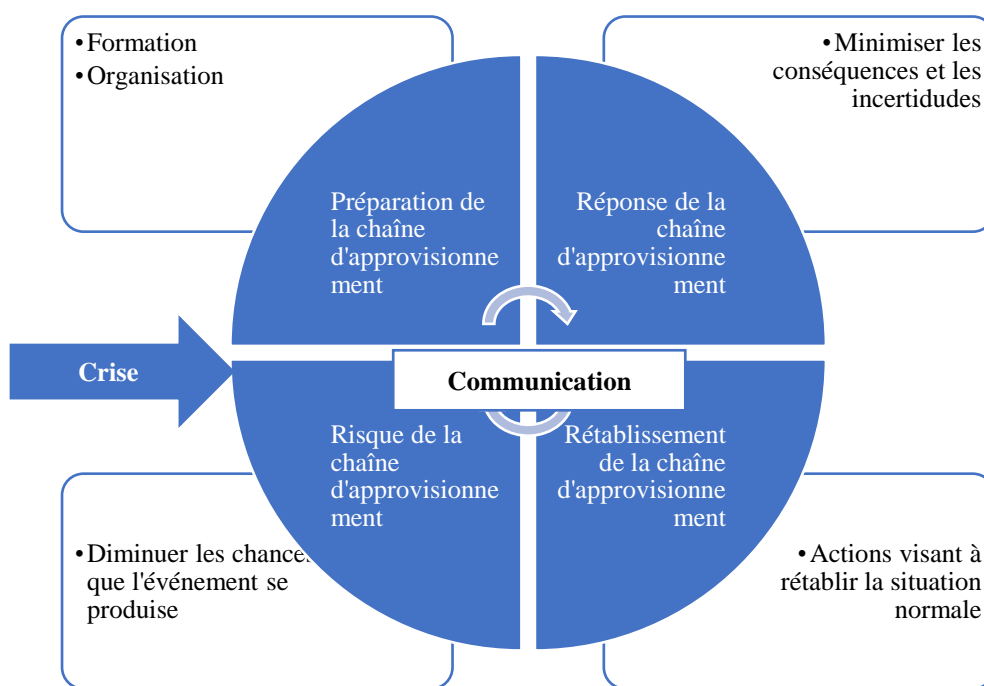 •Formation
•Organisation
•Minimiser les
conséquences et les
incertidudes
Préparation de
la chaîne
d'approvisionne
ment
Réponse de la
chaîne
d'approvisionne
ment
Crise
Communication
Risque de la
chaîne
d'approvisionne
ment
Rétablissement
de la chaîne
d'approvisionne
ment
•Diminuer les chances
que l'événement se
produise
•Actions visant à
rétablir la situation
normale